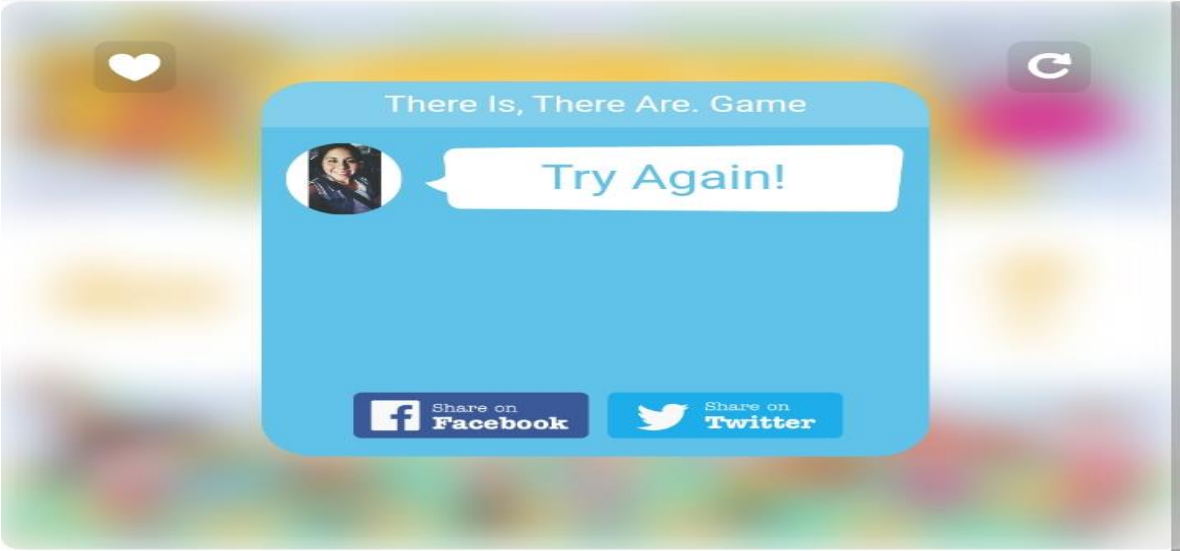 There Is, There Are. Game
Try Again!
Share on
Facebook
Share on
Twitter